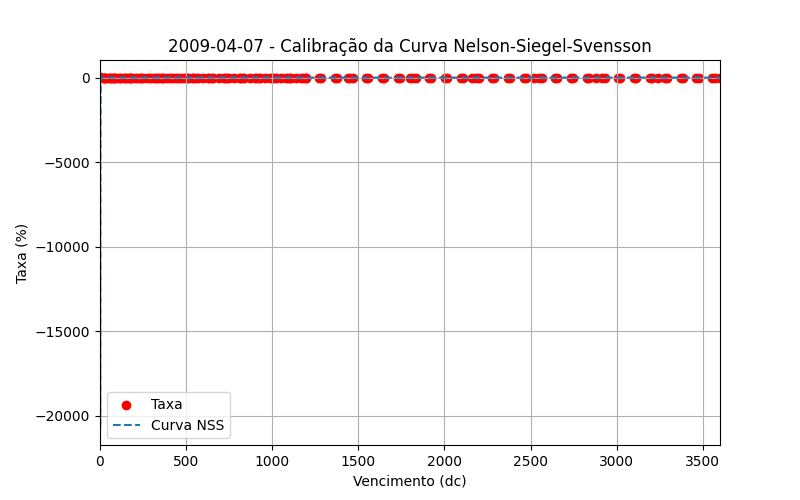 2009-04-07 - Calibração da Curva Nelson-Siegel-Svensson
0
−5000
−10000
−15000
−20000
Taxa (%)
Taxa
Curva NSS
0 500 1000 1500 2000 2500 3000 3500
Vencimento (dc)